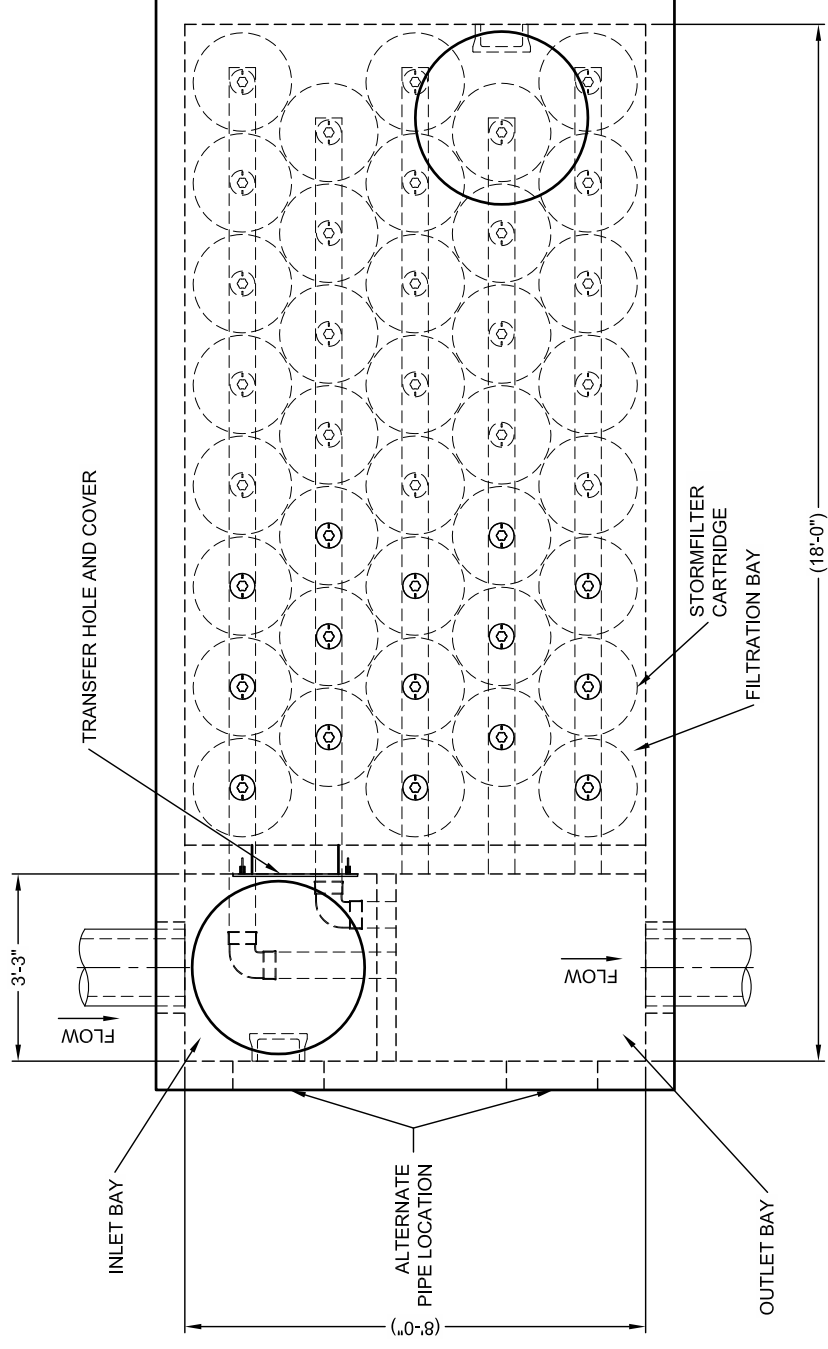 TRANSFER HOLE AND COVER
3'-3"
FLOW
STORMFILTER
CARTRIDGE
FILTRATION BAY
(18'-0")
FLOW
INLET BAY
ALTERNATE
PIPE LOCATION
OUTLET BAY
(8'-0")